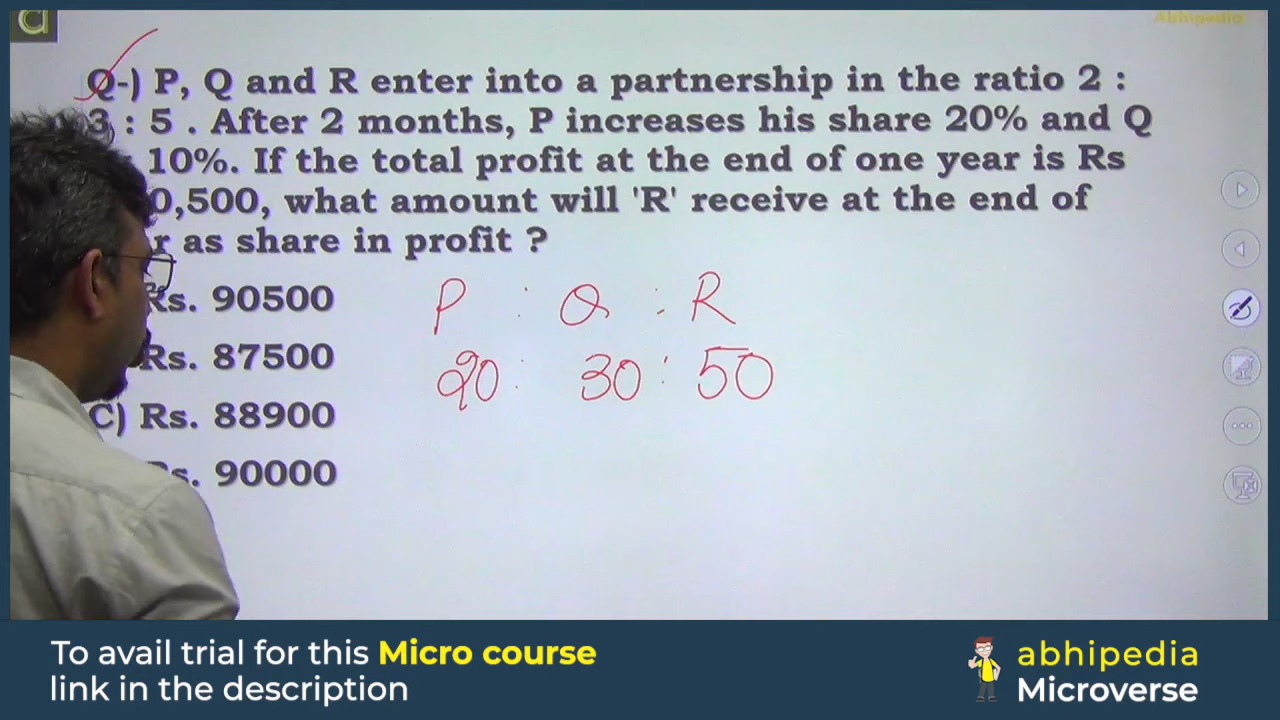 a
Abhipedia
Q-) P, Q and R enter into a partnership in the ratio 2 :
3 : 5 . After 2 months, P increases his share 20% and Q
10%. If the total profit at the end of one year is Rs
0,500, what amount will 'R' receive at the end of
r as share in profit ?
Rs. 90500
P : Q : R
Rs. 87500
20 : 30 : 50
C) Rs. 88900
Rs. 90000
To avail trial for this Micro course
link in the description
abhipedia
Microverse